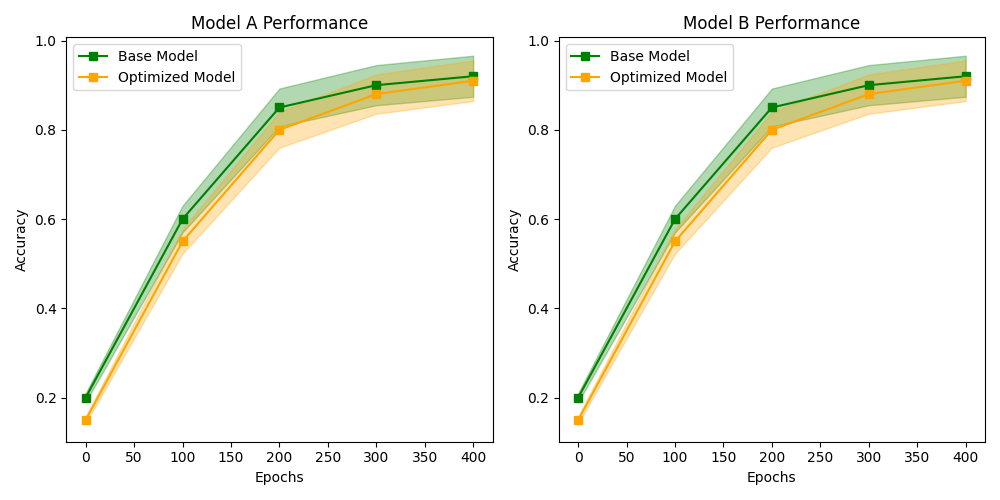 Model A Performance
Base Model
Optimized Model
1.0
0.8
0.6
0.4
0.2
Accuracy
0 50 100 150 200 250 300 350 400
Epochs
Model B Performance
Base Model
Optimized Model
1.0
0.8
0.6
0.4
0.2
Accuracy
0 50 100 150 200 250 300 350 400
Epochs